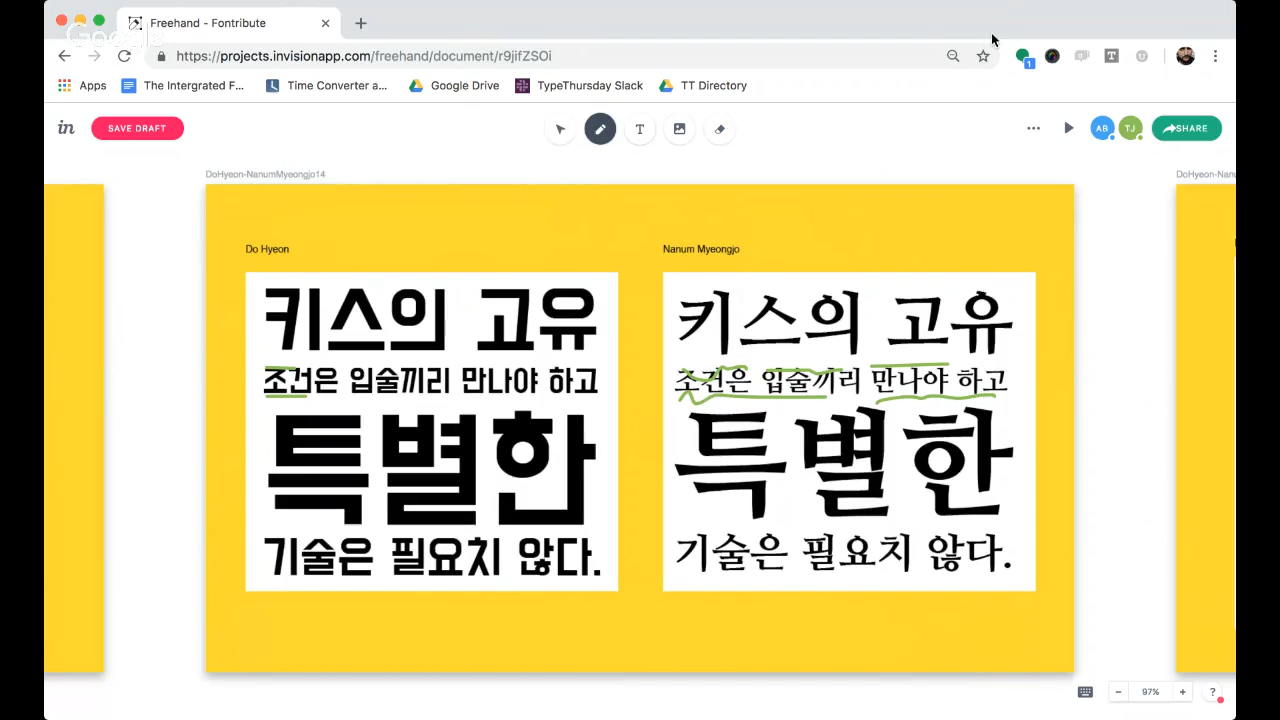 Freehand - Fontribute
https://projects.invisionapp.com/freehand/document/r9jifZSOi
1
Apps
The Intergrated F...
Time Converter a...
Google Drive
TypeThursday Slack
TT Directory
in
SAVE DRAFT
T
AB
TJ
SHARE
DoHyeon-NanumMyeongjo14
DoHyeon-Nanu
Do Hyeon
키스의 고유
조건은 입술끼리 만나야 하고
특별한
기술은 필요치 않다.
Nanum Myeongjo
키스의 고유
조건은 입술끼리 만나야 하고
특별한
기술은 필요치 않다.
97%
?